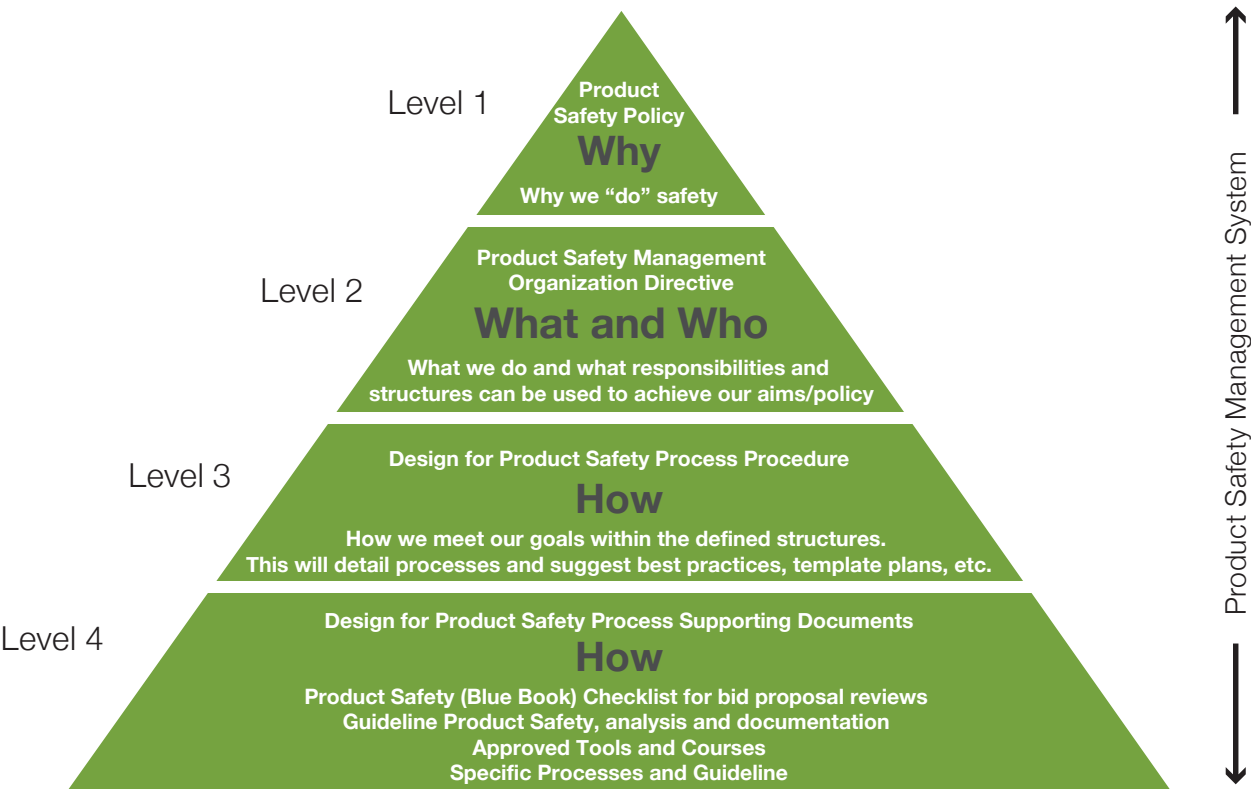 Level 1
Product
Safety Policy
Why
Why we “do” safety
Level 2
Product Safety Management
Organization Directive
What and Who
What we do and what responsibilities and
structures can be used to achieve our aims/policy
Level 3
Design for Product Safety Process Procedure
How
How we meet our goals within the defined structures.
This will detail processes and suggest best practices, template plans, etc.
Level 4
Design for Product Safety Process Supporting Documents
How
Product Safety (Blue Book) Checklist for bid proposal reviews
Guideline Product Safety, analysis and documentation
Approved Tools and Courses
Specific Processes and Guideline
Product Safety Management System